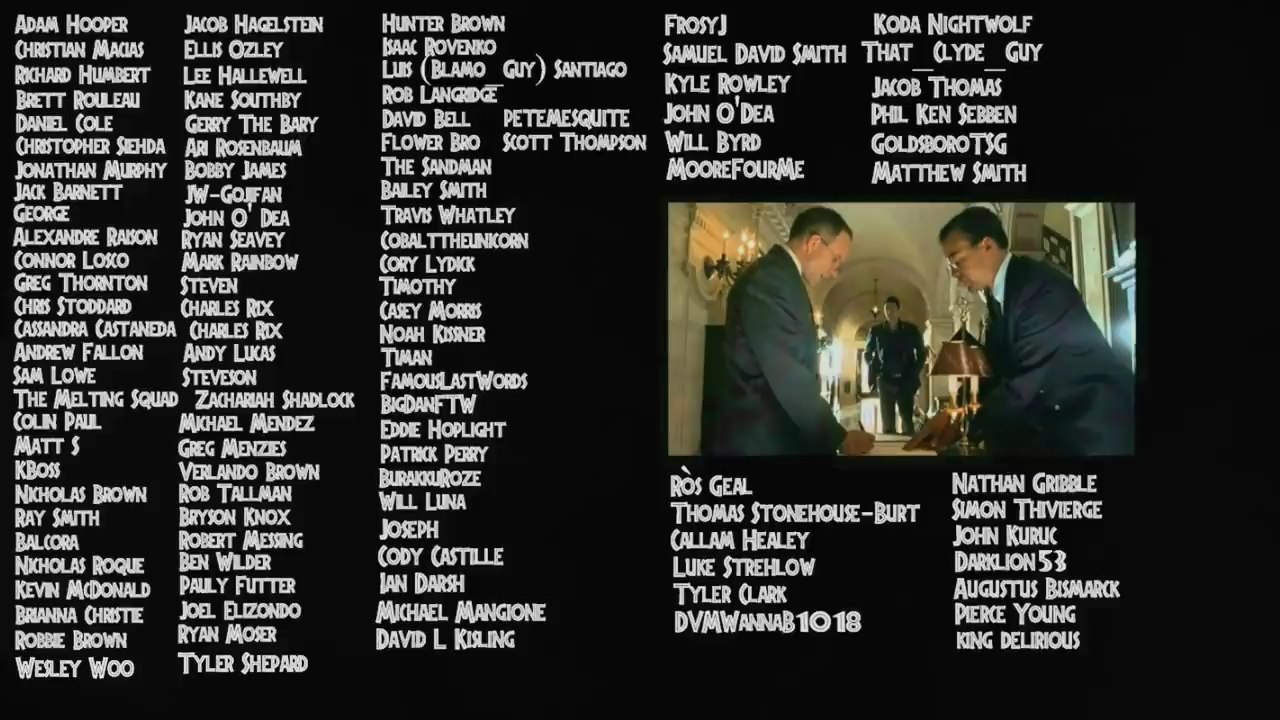 Adam Hooper
Christian Macias
Richard Humbert
Brett Rouleau
Daniel Cole
Christopher Siehda
Jonathan Murphy
Jack Barnett
George
Alexandre Raison
Connor Losco
Greg Thornton
Chris Stoddard
Cassandra Castaneda
Andrew Fallon
Sam Lowe
The Melting Squad
Colin Paul
Matt S
KBoss
Nicholas Brown
Ray Smith
Balcora
Nicholas Roque
Kevin McDonald
Brianna Christie
Robbie Brown
Wesley Woo
Jacob Hagelstein
Ellis Ozley
Lee Hallewell
Kane Southby
Gerry The Bary
Ari Rosenbaum
Bobby James
JW-Gojifan
John O' Dea
Ryan Seavey
Mark Rainbow
Steven
Charles Rix
Charles Rix
Andy Lucas
Steveson
Zachariah Shadlock
Michael Mendez
Greg Menzies
Verlando Brown
Rob Tallman
Bryson Knox
Robert Messing
Ben Wilder
Pauly Futter
Joel Elizondo
Ryan Moser
Tyler Shepard
Hunter Brown
Isaac Rovenko
Luis (Blamo_Guy) Santiago
Rob Langridge
David Bell
Flower Bro
The Sandman
Bailey Smith
Travis Whatley
Cobalttheunicorn
Cory Lydick
Timothy
Casey Morris
Noah Kissner
Timan
FamousLastWords
BigDanFTW
Eddie Hoplight
Patrick Perry
BurakkuRoze
Will Luna
Joseph
Cody Castille
Ian Darsh
Michael Mangione
David L Kisling
petemesquite
Scott Thompson
FrosyJ
Samuel David Smith
Kyle Rowley
John O'Dea
Will Byrd
MooreFourMe
Koda Nightwolf
That_Clyde_Guy
Jacob Thomas
Phil Ken Sebben
GoldsboroTSG
Matthew Smith
Ròs Geal
Thomas Stonehouse-Burt
Callam Healey
Luke Strehlow
Tyler Clark
DVMWannaB1018
Nathan Gribble
Simon Thivierge
John Kuruc
Darklion53
Augustus Bismarck
Pierce Young
king delirious